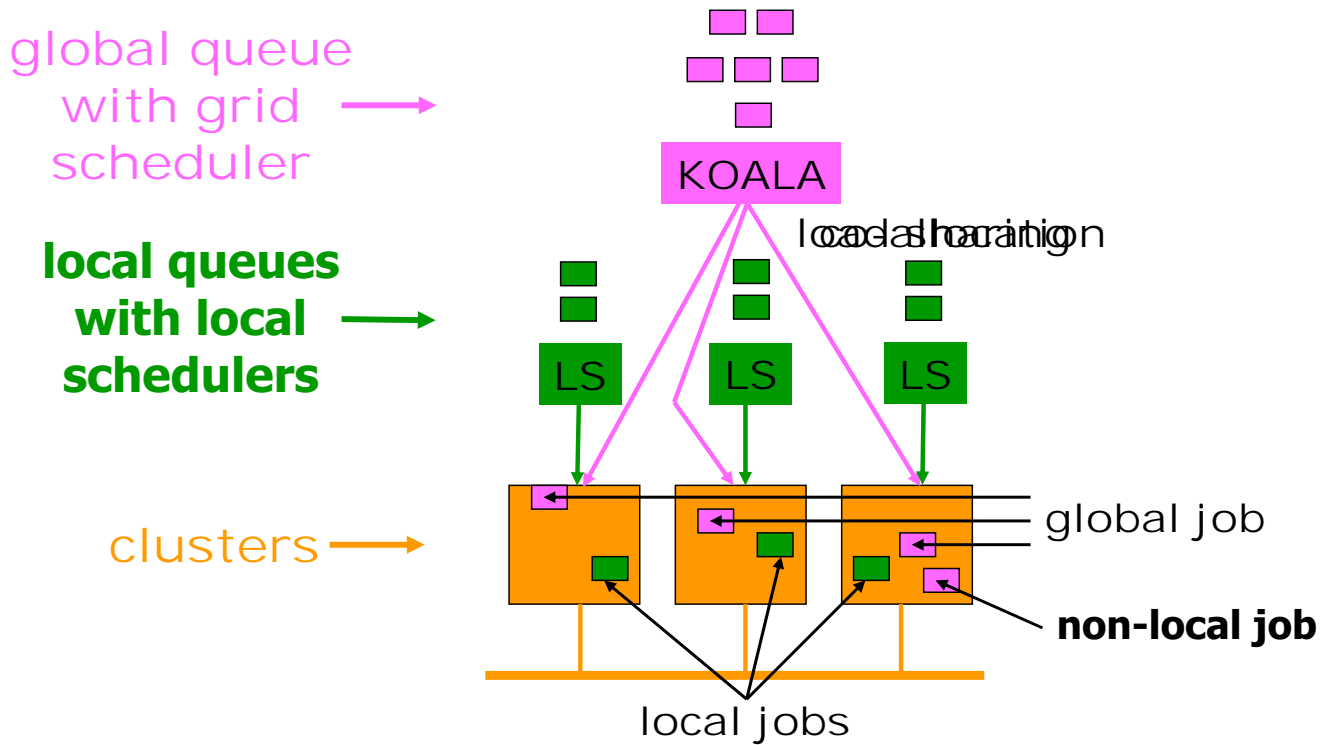 global queue
with grid
scheduler
KOALA
local queues
with local
schedulers
LS
LS
LS
clusters
global job
non-local job
local jobs